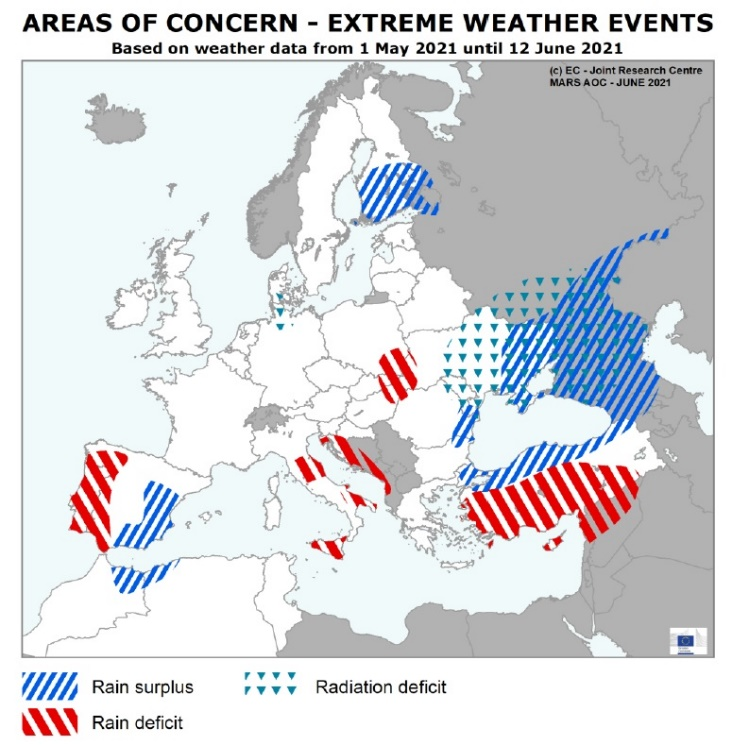 AREAS OF CONCERN - EXTREME WEATHER EVENTS
Based on weather data from 1 May 2021 until 12 June 2021
(c) EC - Joint Research Centre
MARS AOC - JUNE 2021
Rain surplus
Radiation deficit
Rain deficit